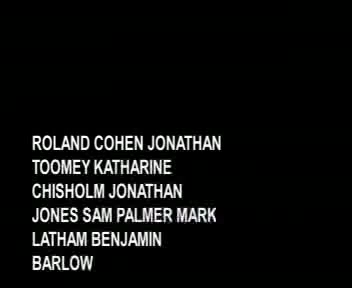 ROLAND COHEN JONATHAN
TOOMEY KATHARINE
CHISHOLM JONATHAN
JONES SAM PALMER MARK
LATHAM BENJAMIN
BARLOW